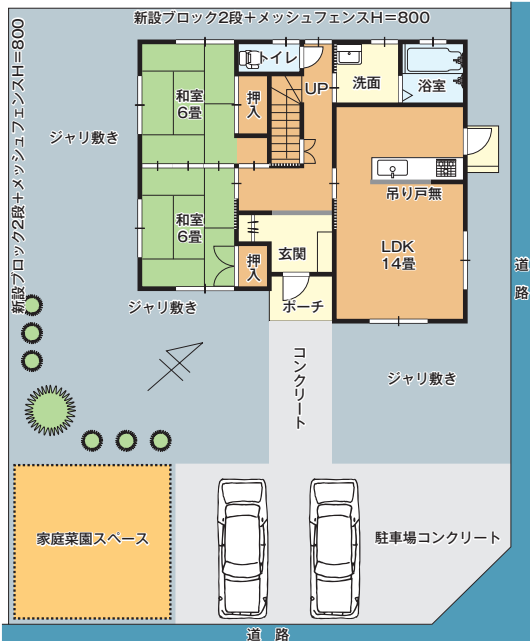 新設ブロック2段+メッシュフェンスH=800
新設ブロック2段+メッシュフェンスH=800
トイレ
UP
洗面
浴室
和室
6畳
押
入
ジャリ敷き
吊り戸無
和室
6畳
玄関
LDK
14畳
押
入
道路
ジャリ敷き
ポーチ
コンクリート
ジャリ敷き
家庭菜園スペース
駐車場コンクリート
道 路